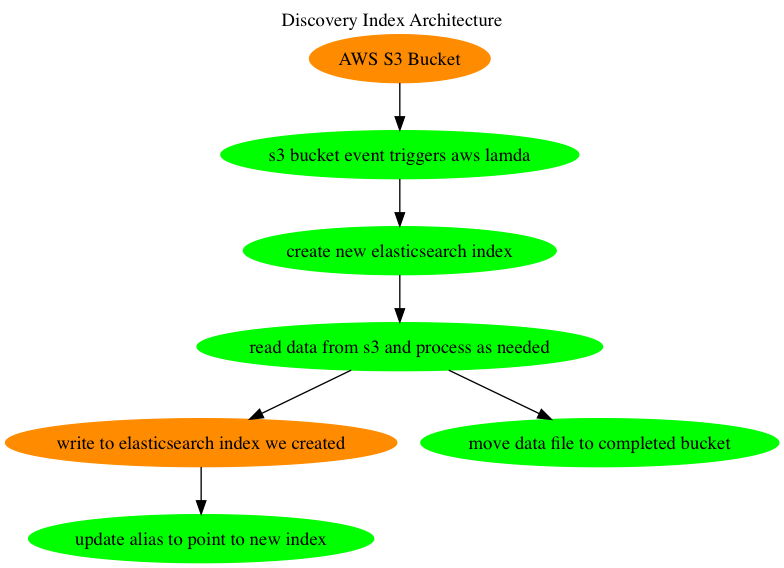 Discovery Index Architecture
AWS S3 Bucket
s3 bucket event triggers aws lamda
create new elasticsearch index
read data from s3 and process as needed
write to elasticsearch index we created
move data file to completed bucket
update alias to point to new index